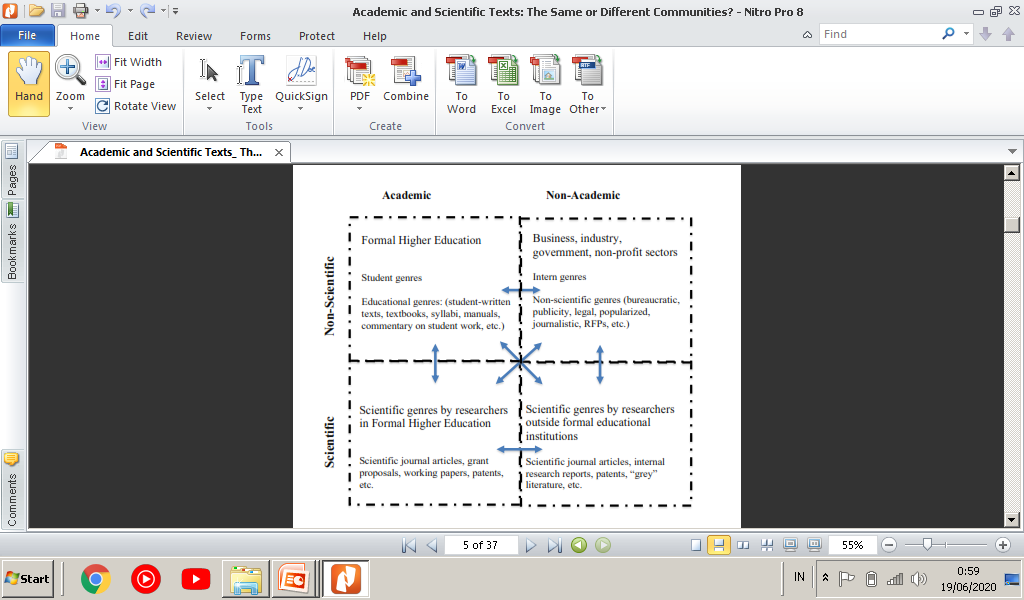 Academic and Scientific Texts: The Same or Different Communities? - Nitro Pro 8
File
Home
Edit
Review
Forms
Protect
Help
Find
Hand
Zoom
Fit Width
Fit Page
Rotate View
View
Select
Type
Text
QuickSign
Tools
PDF
Combine
Create
To
Word
To
Excel
To
Image
To
Other
Convert
Pages
Bookmarks
Comments
Academic and Scientific Texts_ Th...
Academic
Non-Academic
Non-Scientific
Formal Higher Education
Student genres
Educational genres: (student-written
texts, textbooks, syllabi, manuals,
commentary on student work, etc.)
Business, industry,
government, non-profit sectors
Intern genres
Non-scientific genres (bureaucratic,
publicity, legal, popularized,
journalistic, RFPs, etc.)
Scientific
Scientific genres by researchers
in Formal Higher Education
Scientific journal articles, grant
proposals, working papers, patents,
etc.
Scientific genres by researchers
outside formal educational
institutions
Scientific journal articles, internal
research reports, patents, “grey”
literature, etc.
5 of 37
55%
Start
IN
0:59
19/06/2020